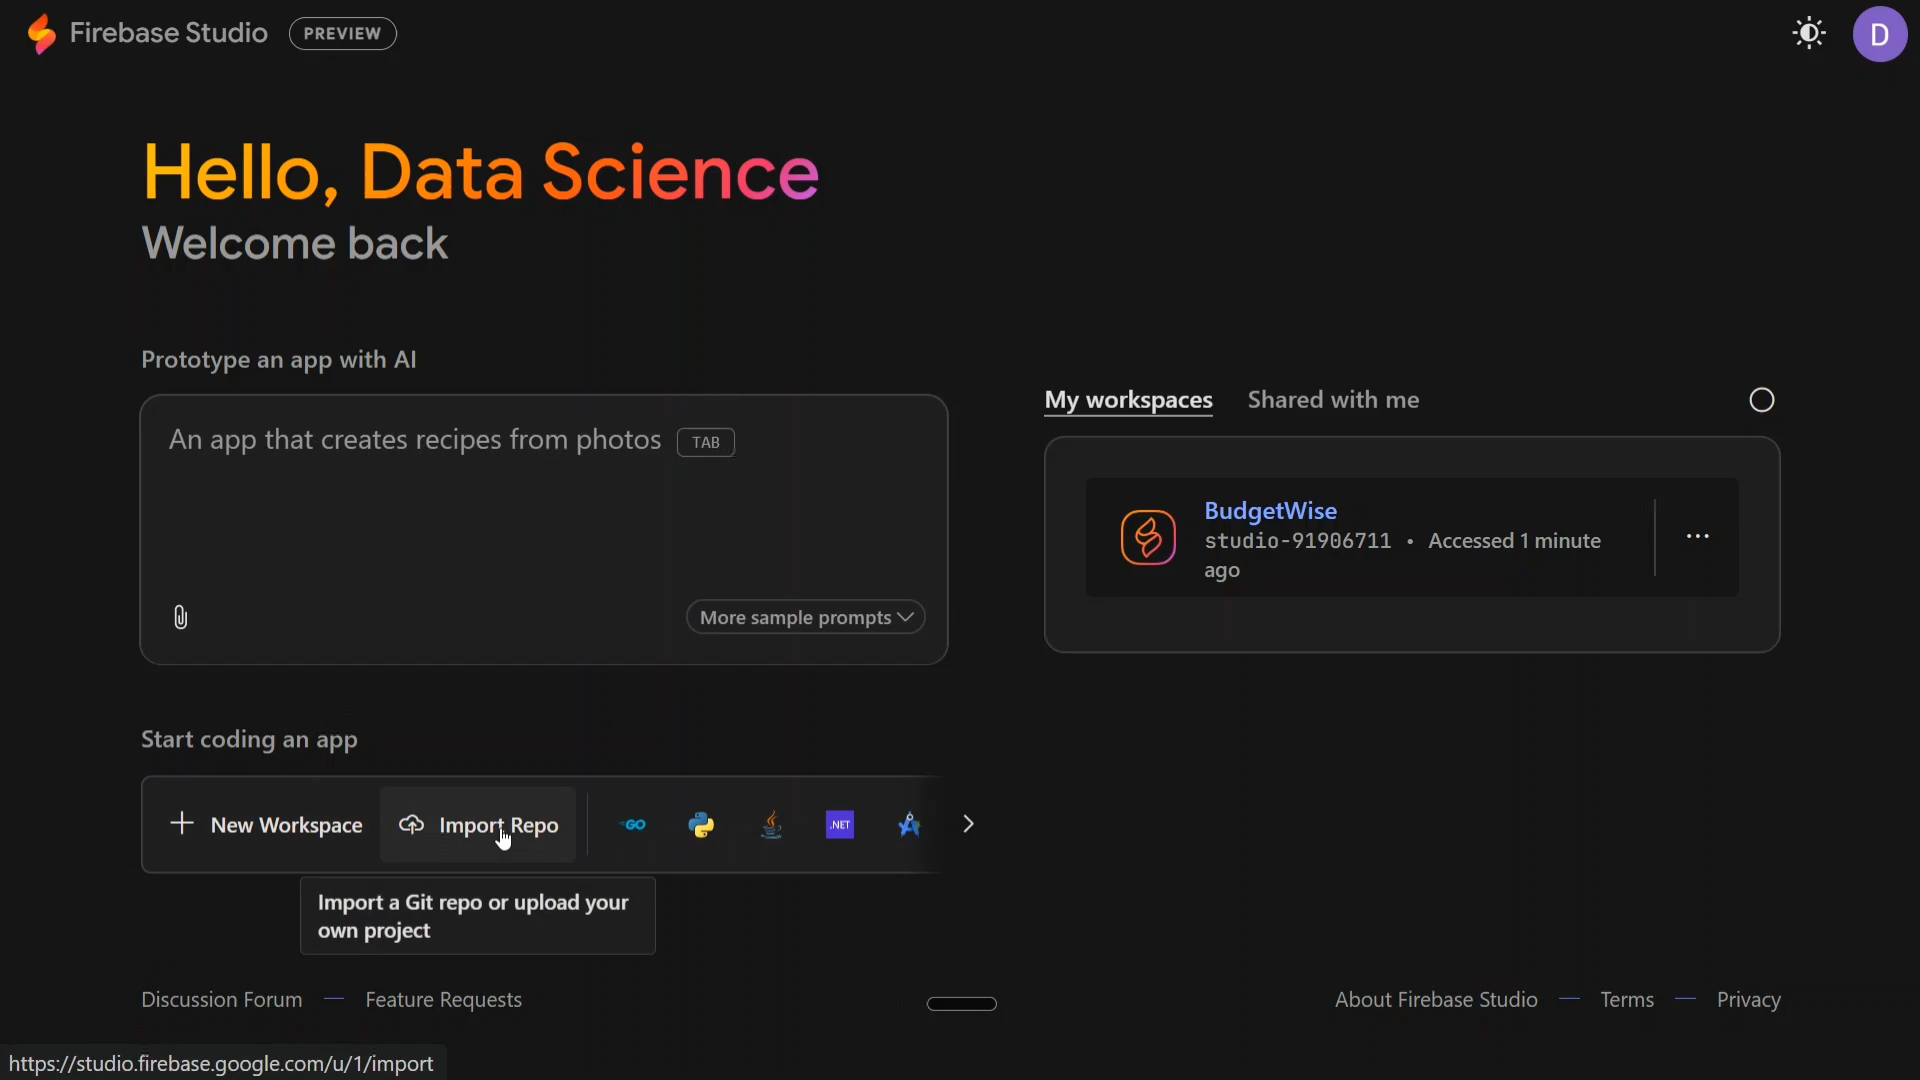 Firebase Studio PREVIEW
D
Hello, Data Science
Welcome back
Prototype an app with AI
An app that creates recipes from photos TAB
More sample prompts
My workspaces Shared with me
BudgetWise
studio-91906711 • Accessed 1 minute
ago
Start coding an app
New Workspace Import Repo GO .NET
Import a Git repo or upload your
own project
Discussion Forum — Feature Requests
About Firebase Studio — Terms — Privacy
https://studio.firebase.google.com/u/1/import